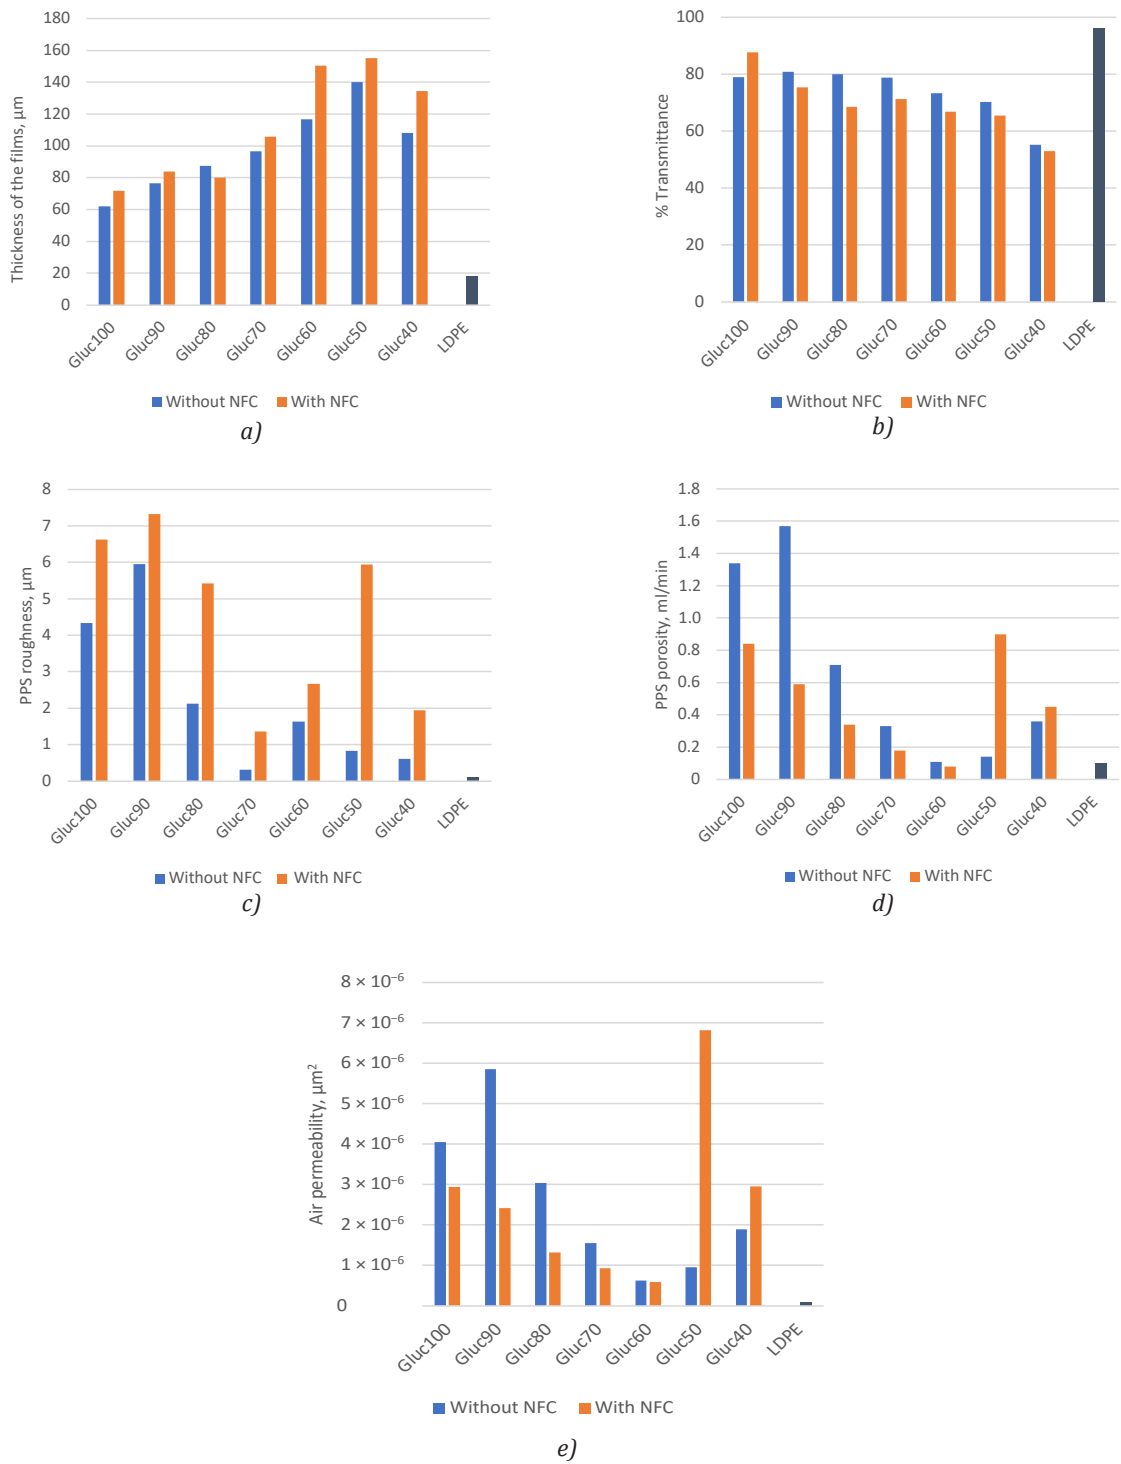 180
160
140
120
100
80
60
40
20
0
Thickness of the films, µm
Gluc100 Gluc90 Gluc80 Gluc70 Gluc60 Gluc50 Gluc40 LDPE
Without NFC With NFC
a)
100
80
60
40
20
0
% Transmittance
Gluc100 Gluc90 Gluc80 Gluc70 Gluc60 Gluc50 Gluc40 LDPE
Without NFC With NFC
b)
8
7
6
5
4
3
2
1
0
PPS roughness, µm
Gluc100 Gluc90 Gluc80 Gluc70 Gluc60 Gluc50 Gluc40 LDPE
Without NFC With NFC
c)
1.8
1.6
1.4
1.2
1.0
0.8
0.6
0.4
0.2
0
PPS porosity, ml/min
Gluc100 Gluc90 Gluc80 Gluc70 Gluc60 Gluc50 Gluc40 LDPE
Without NFC With NFC
d)
8 × 10⁻⁶
7 × 10⁻⁶
6 × 10⁻⁶
5 × 10⁻⁶
4 × 10⁻⁶
3 × 10⁻⁶
2 × 10⁻⁶
1 × 10⁻⁶
0
Air permeability, µm²
Gluc100 Gluc90 Gluc80 Gluc70 Gluc60 Gluc50 Gluc40 LDPE
Without NFC With NFC
e)